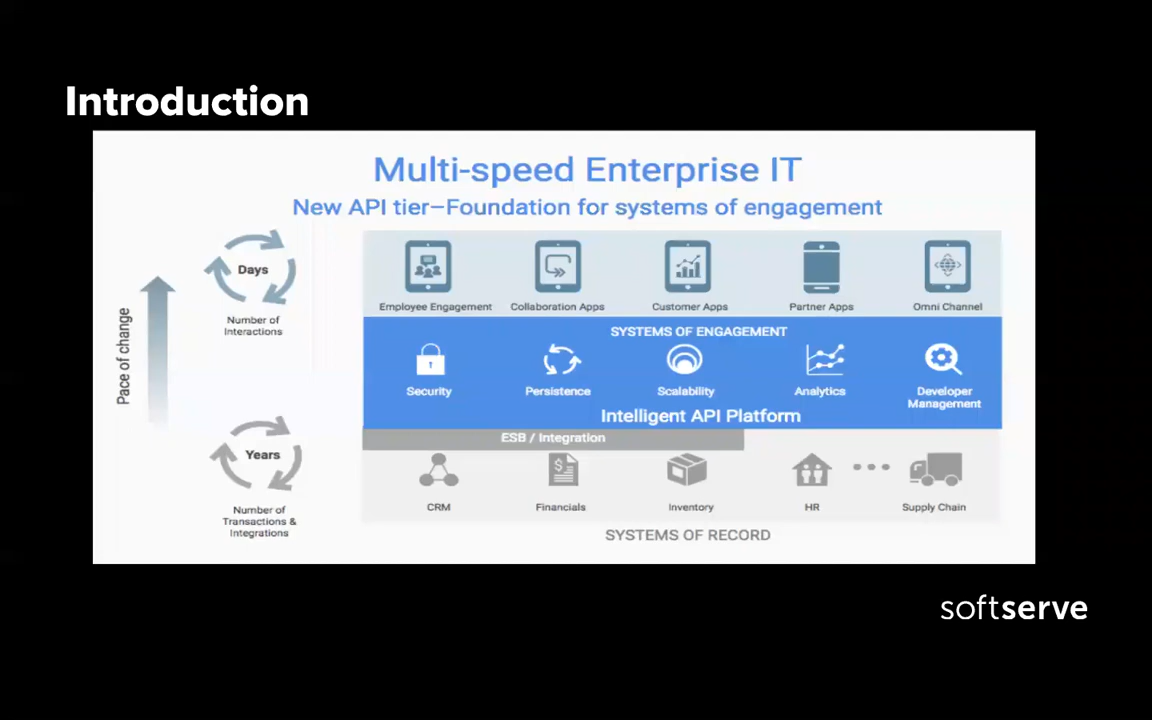 Introduction
Multi-speed Enterprise IT
New API tier–Foundation for systems of engagement
Pace of change
Days
Number of
Interactions
Years
Number of
Transactions &
Integrations
Employee Engagement
Collaboration Apps
Customer Apps
Partner Apps
Omni Channel
SYSTEMS OF ENGAGEMENT
Security
Persistence
Scalability
Analytics
Developer
Management
Intelligent API Platform
ESB / Integration
CRM
Financials
Inventory
HR
Supply Chain
SYSTEMS OF RECORD
softserve